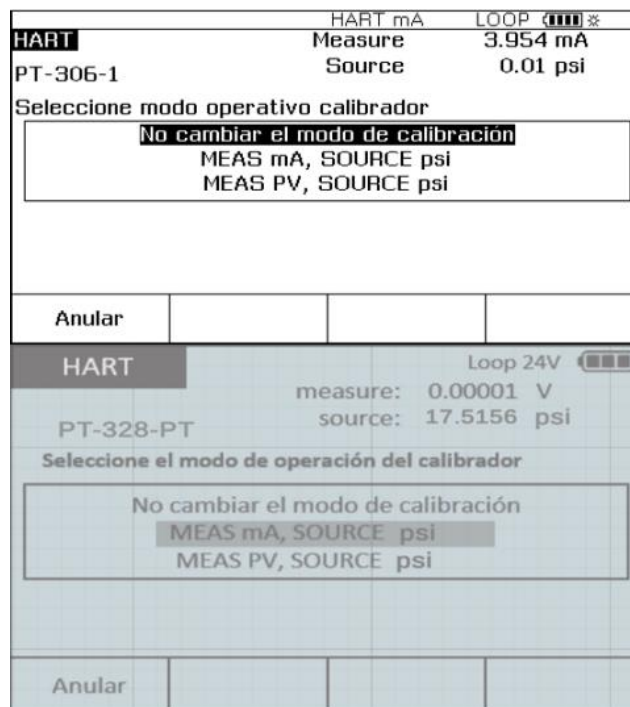 HART mA LOOP
HART Measure 3.954 mA
PT-306-1 Source 0.01 psi
Seleccione modo operativo calibrador
No cambiar el modo de calibración
MEAS mA, SOURCE psi
MEAS PV, SOURCE psi
Anular
HART Loop 24V
measure: 0.00001 V
PT-328-PT source: 17.5156 psi
Seleccione el modo de operación del calibrador
No cambiar el modo de calibración
MEAS mA, SOURCE psi
MEAS PV, SOURCE psi
Anular